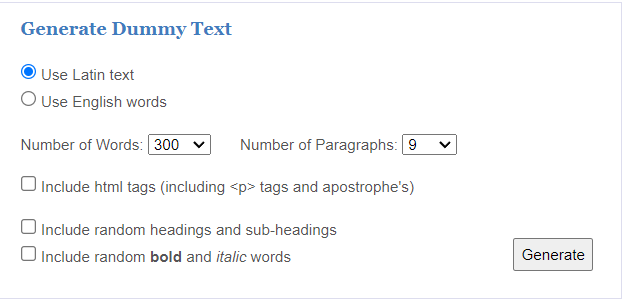 Generate Dummy Text
Use Latin text
Use English words
Number of Words: 300 Number of Paragraphs: 9
Include html tags (including <p> tags and apostrophe's)
Include random headings and sub-headings
Include random bold and italic words
Generate